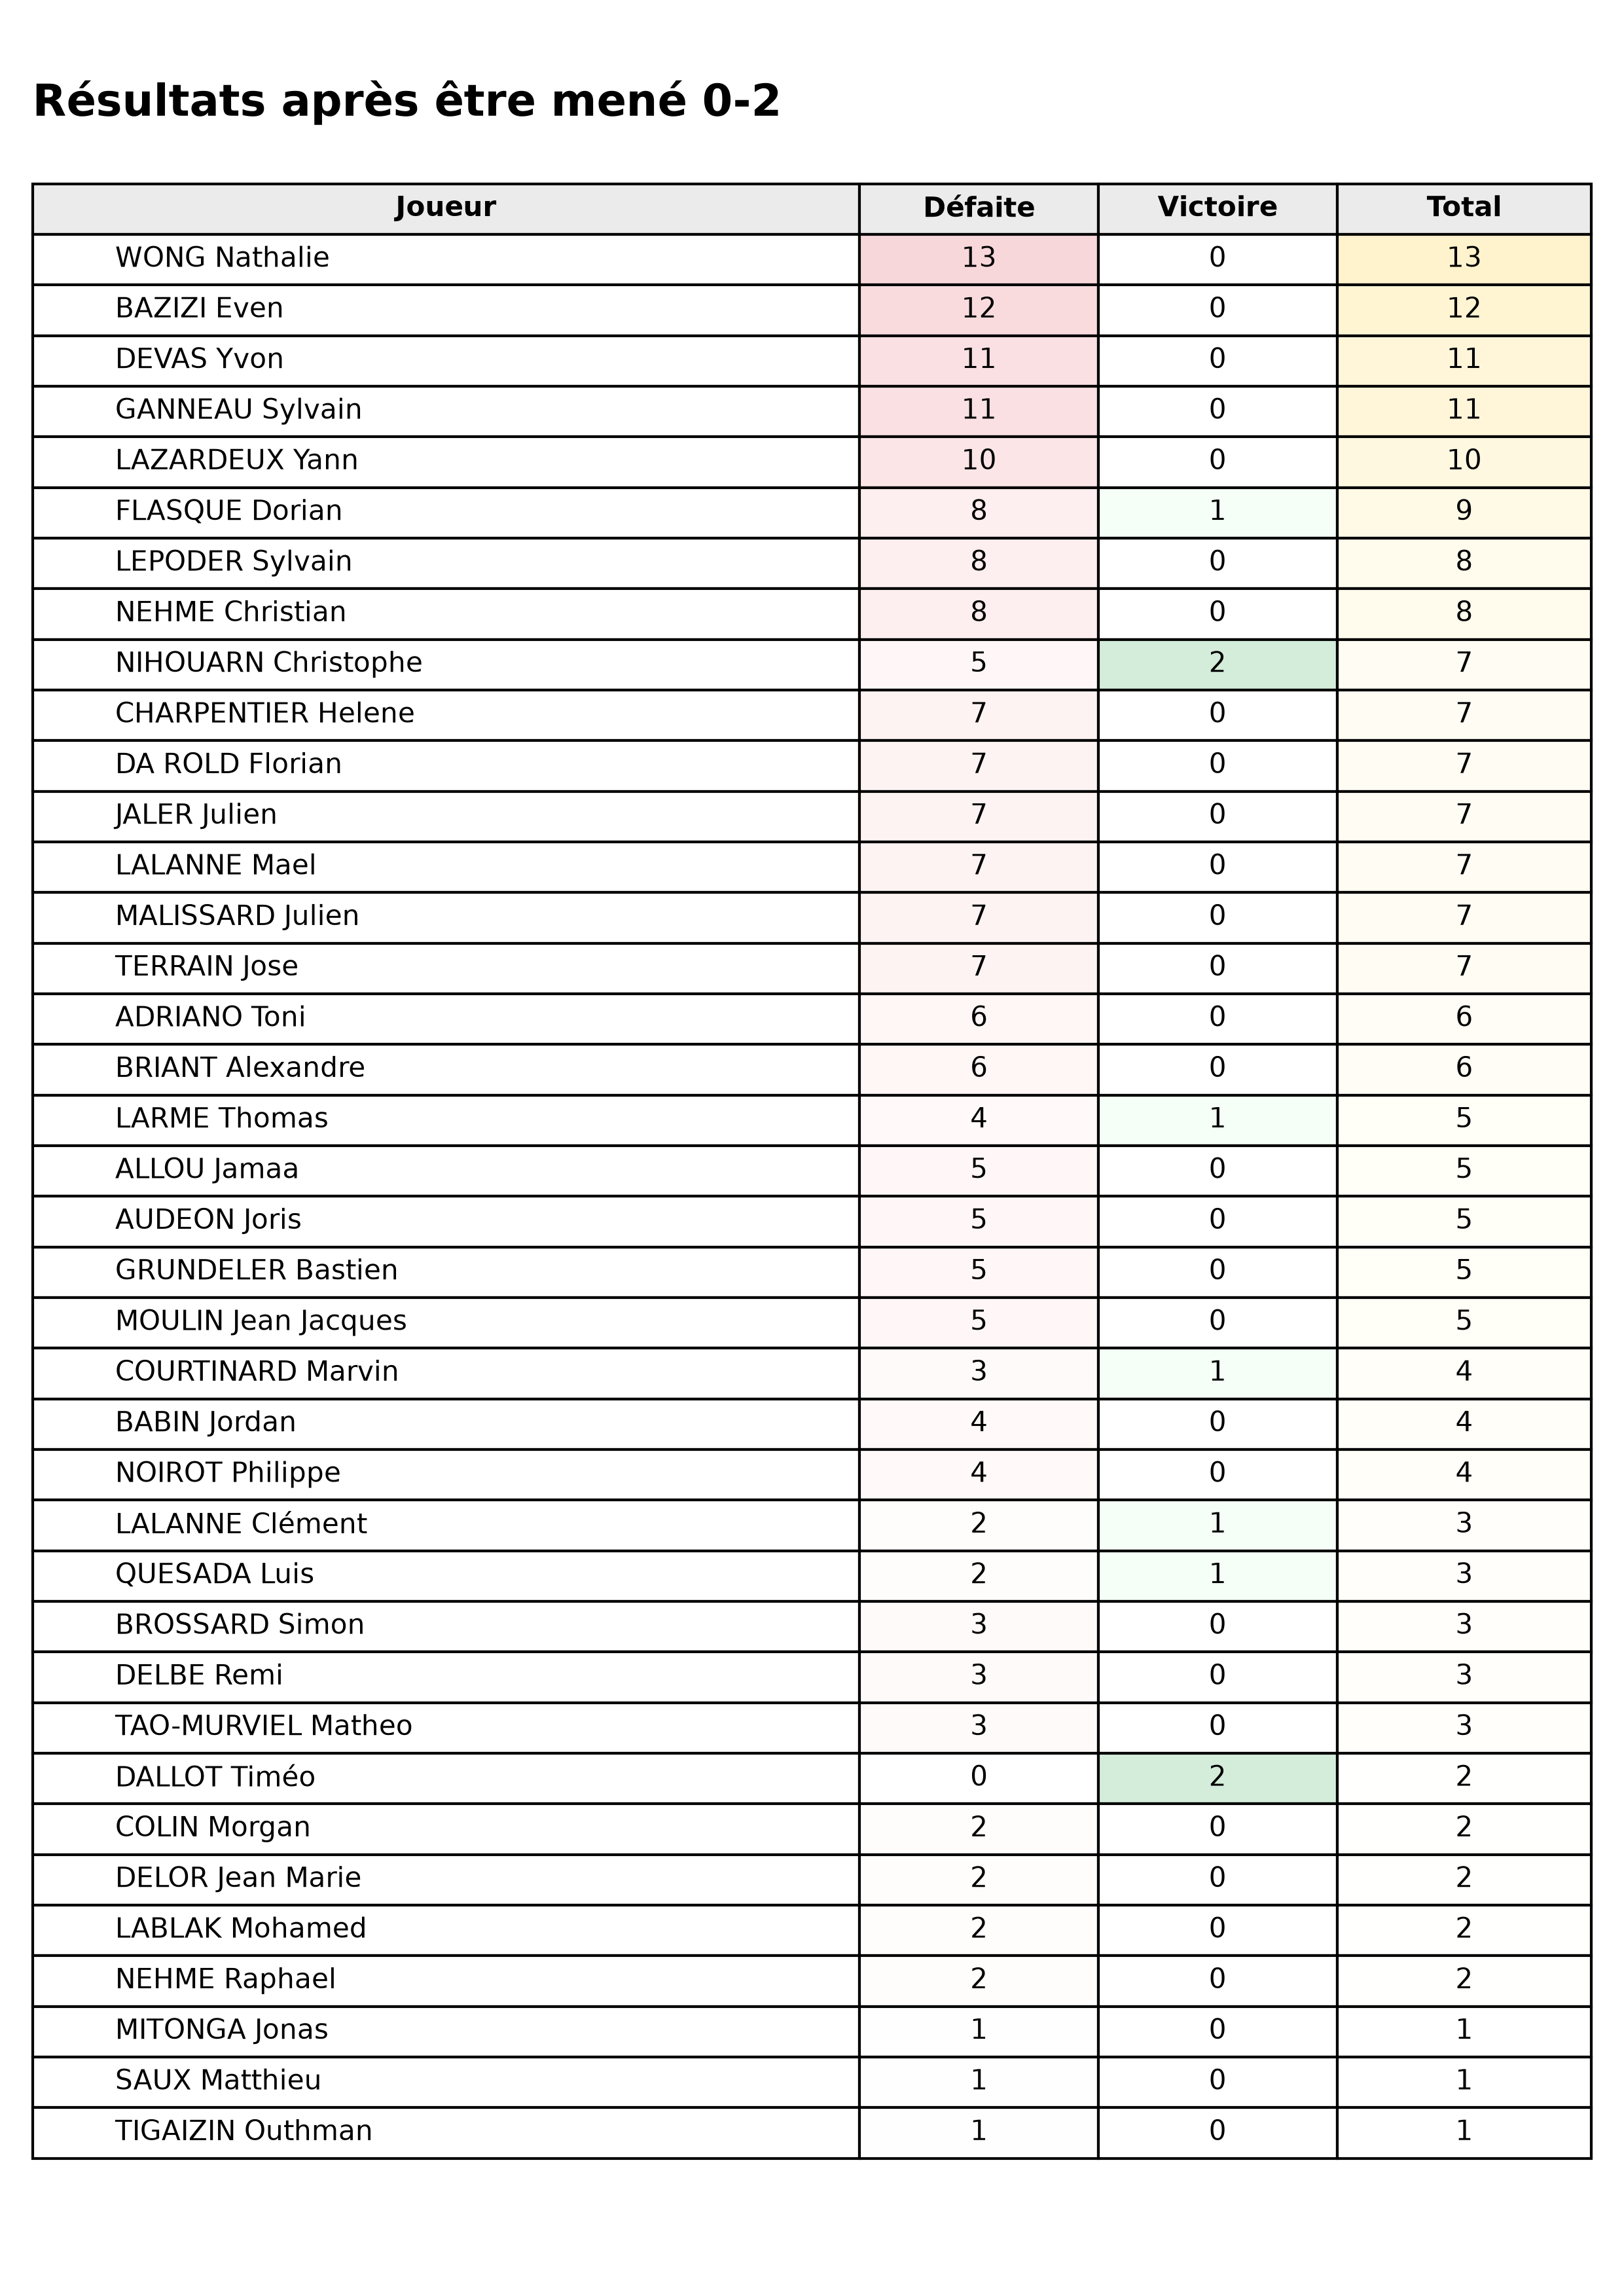 Résultats après être mené 0-2
Joueur Défaite Victoire Total
WONG Nathalie 13 0 13
BAZIZI Even 12 0 12
DEVAS Yvon 11 0 11
GANNEAU Sylvain 11 0 11
LAZARDEUX Yann 10 0 10
FLASQUE Dorian 8 1 9
LEPODER Sylvain 8 0 8
NEHME Christian 8 0 8
NIHOUARN Christophe 5 2 7
CHARPENTIER Helene 7 0 7
DA ROLD Florian 7 0 7
JALER Julien 7 0 7
LALANNE Mael 7 0 7
MALISSARD Julien 7 0 7
TERRAIN Jose 7 0 7
ADRIANO Toni 6 0 6
BRIANT Alexandre 6 0 6
LARME Thomas 4 1 5
ALLOU Jamaa 5 0 5
AUDEON Joris 5 0 5
GRUNDELER Bastien 5 0 5
MOULIN Jean Jacques 5 0 5
COURTINARD Marvin 3 1 4
BABIN Jordan 4 0 4
NOIROT Philippe 4 0 4
LALANNE Clément 2 1 3
QUESADA Luis 2 1 3
BROSSARD Simon 3 0 3
DELBE Remi 3 0 3
TAO-MURVIEL Matheo 3 0 3
DALLOT Timéo 0 2 2
COLIN Morgan 2 0 2
DELOR Jean Marie 2 0 2
LABLAK Mohamed 2 0 2
NEHME Raphael 2 0 2
MITONGA Jonas 1 0 1
SAUX Matthieu 1 0 1
TIGAIZIN Outhman 1 0 1